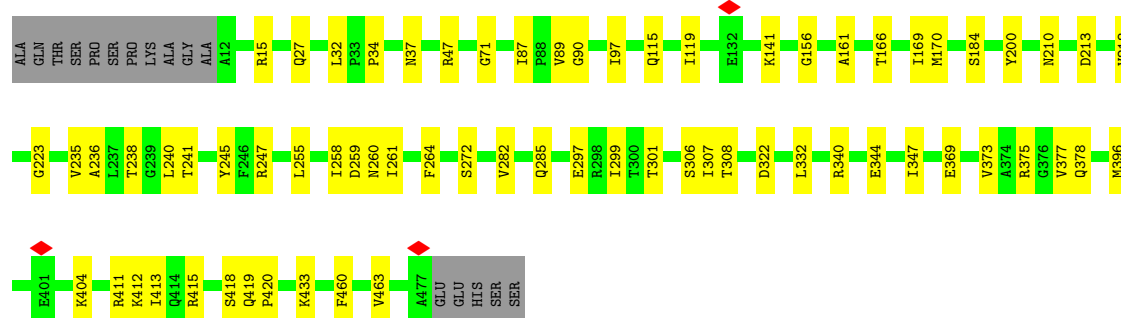 ALA GLN THR SER PRO SER PRO LYS ALA GLY ALA A12 R15 Q27 L32 P33 P34 N37 R47 G71 I87 P88 V89 G90 I97 Q115 I119 E132 K141 G156 A161 T166 I169 M170 S184 Y200 N210 D213
G223 V235 A236 L237 T238 G239 L240 T241 Y245 F246 R247 L255 I258 D259 N260 I261 F264 S272 V282 Q285 E297 R298 I299 T300 T301 S306 I307 T308 D322 L332 R340 E344 I347 E369 V373 A374 R375 G376 V377 Q378 M396
E401 K404 R411 K412 I413 Q414 R415 S418 Q419 P420 K433 F460 V463 A477 GLU GLU HIS SER SER